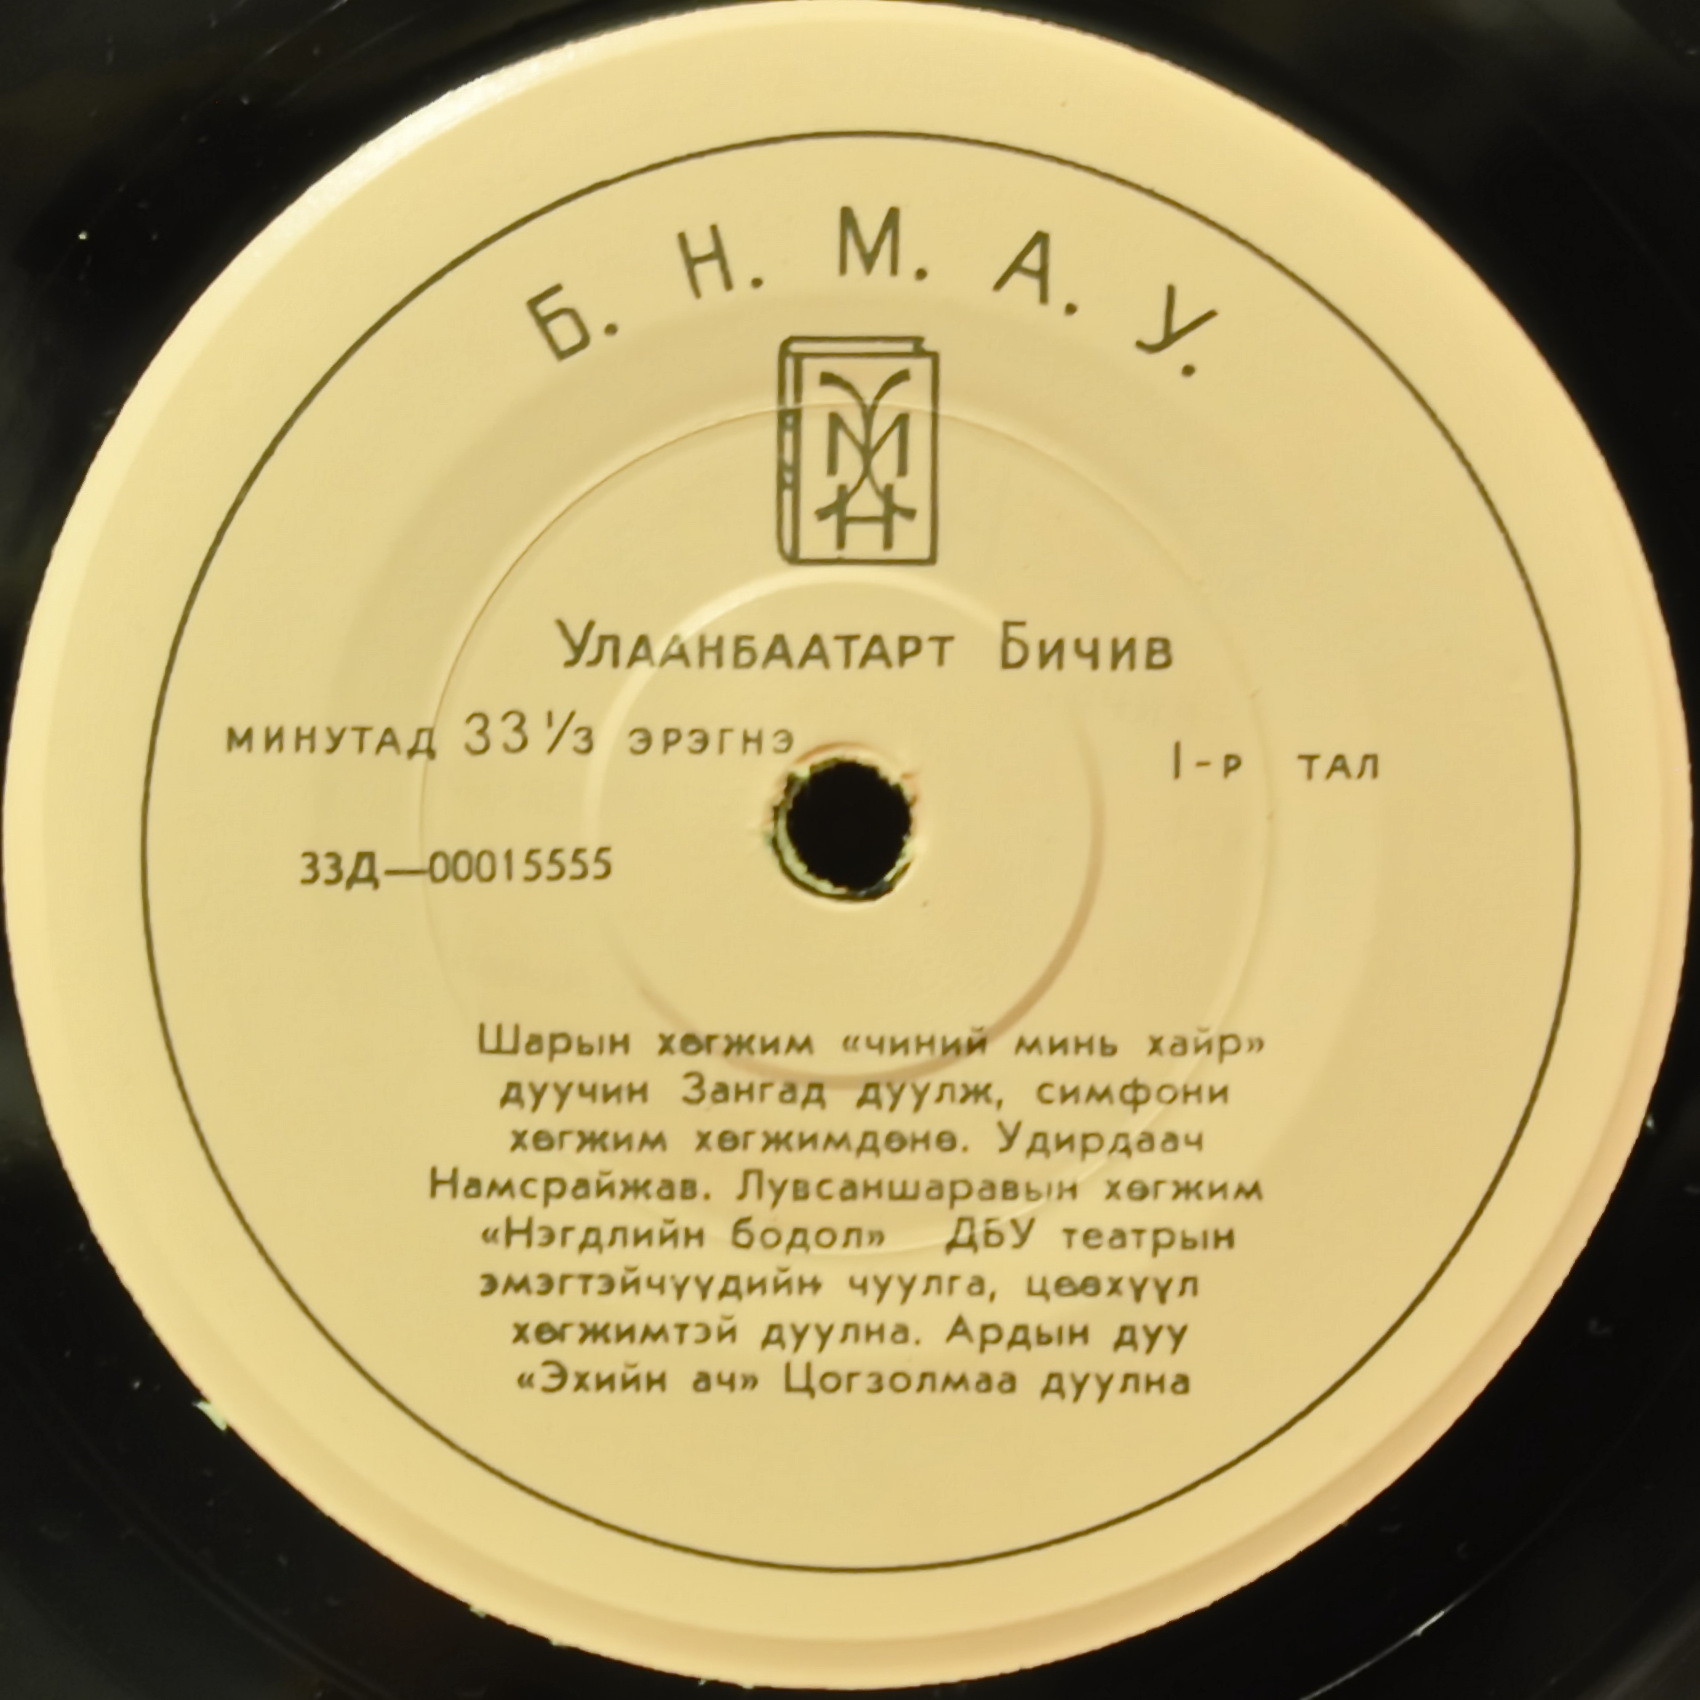 Б. Н. М. А. У.
УМН
Улаанбаатарт Бичив
минутад 33 1/3 эрэгнэ
I-р тал
33Д—00015555
Шарын хөгжим «чиний минь хайр»
дуучин Зангад дуулж, симфони
хөгжим хөгжимдөнө. Удирдаач
Намсрайжав. Лувсаншаравын хөгжим
«Нэгдлийн бодол» ДБУ театрын
эмэгтэйчүүдийн чуулга, цөөхүүл
хөгжимтэй дуулна. Ардын дуу
«Эхийн ач» Цогзолмаа дуулна